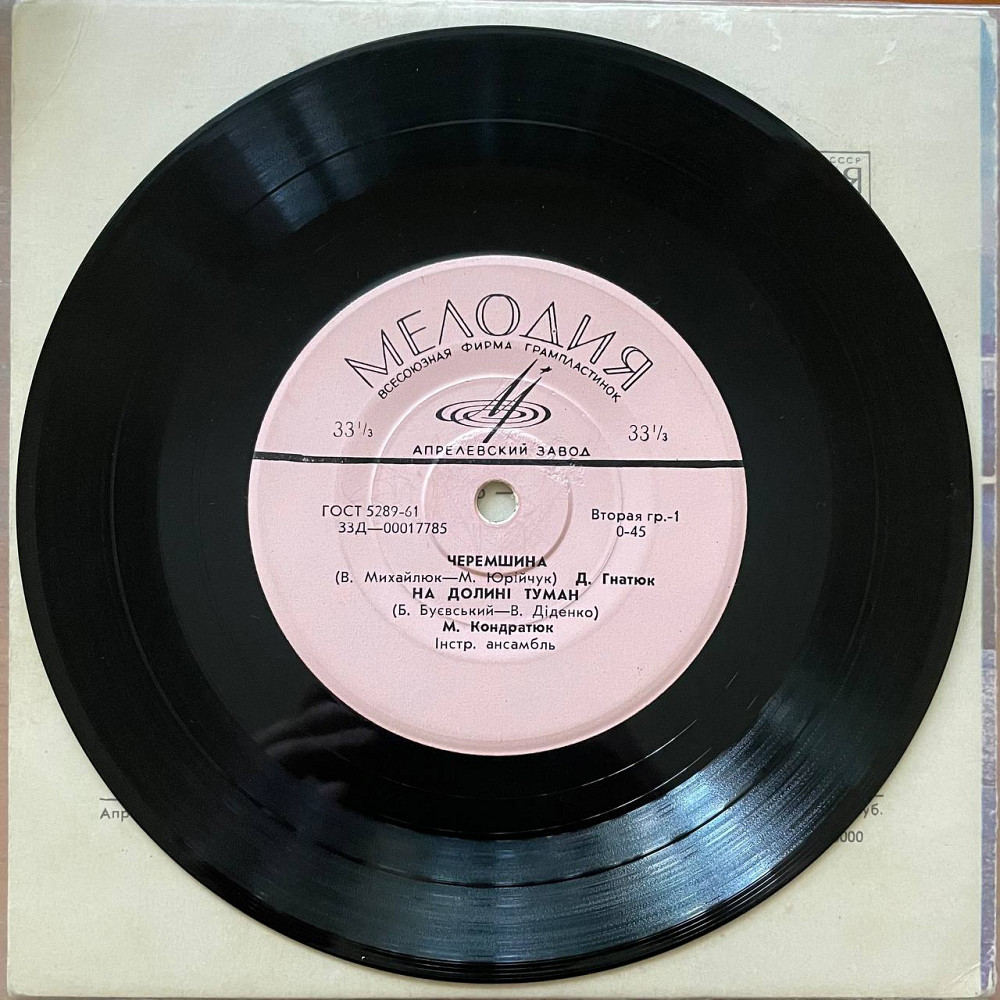 СССР
МЕЛОДИЯ
ВСЕСОЮЗНАЯ ФИРМА ГРАМПЛАСТИНОК
33 1/3 33 1/3
АПРЕЛЕВСКИЙ ЗАВОД
ГОСТ 5289-61 Вторая гр.-1
33Д—00017785 0-45
ЧЕРЕМШИНА
(В. Михайлюк—М. Юрійчук) Д. Гнатюк
НА ДОЛИНІ ТУМАН
(Б. Буєвський—В. Діденко)
М. Кондратюк
Інстр. ансамбль